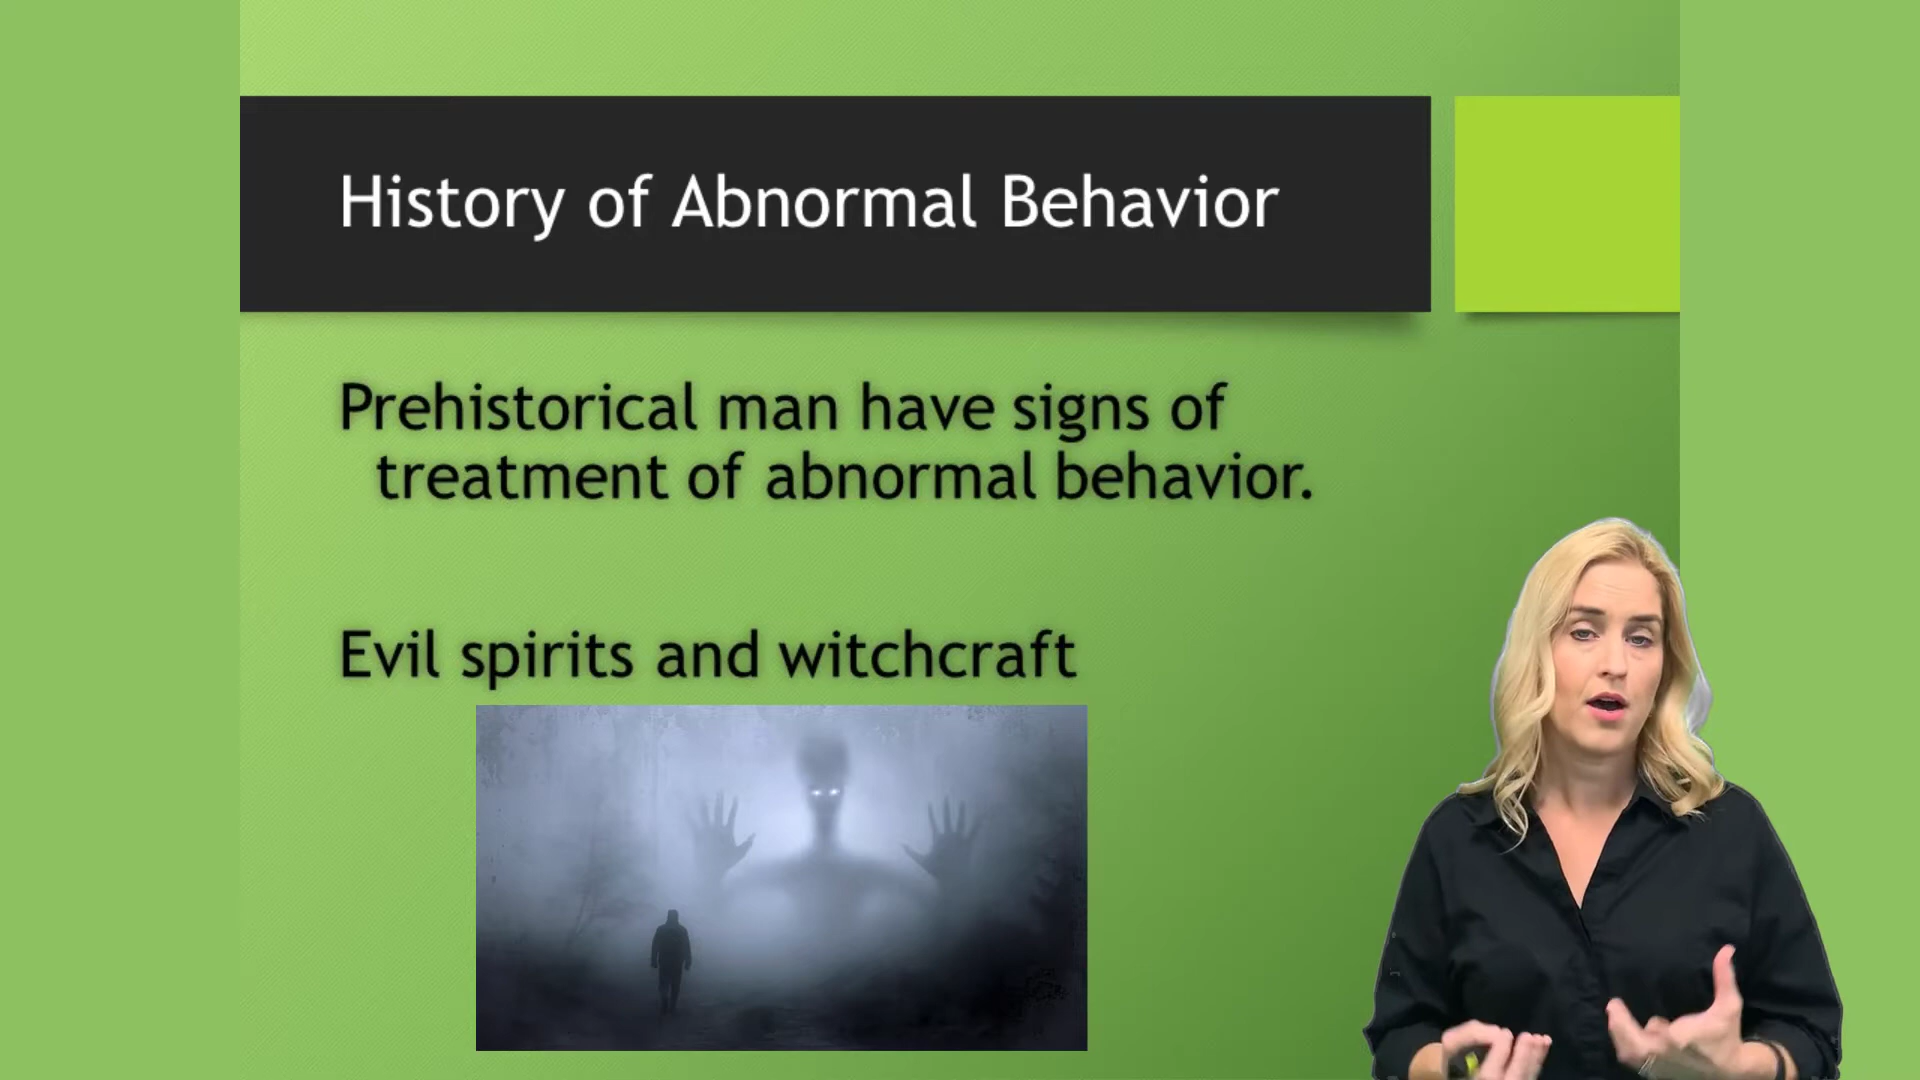 History of Abnormal Behavior
Prehistorical man have signs of
treatment of abnormal behavior.
Evil spirits and witchcraft